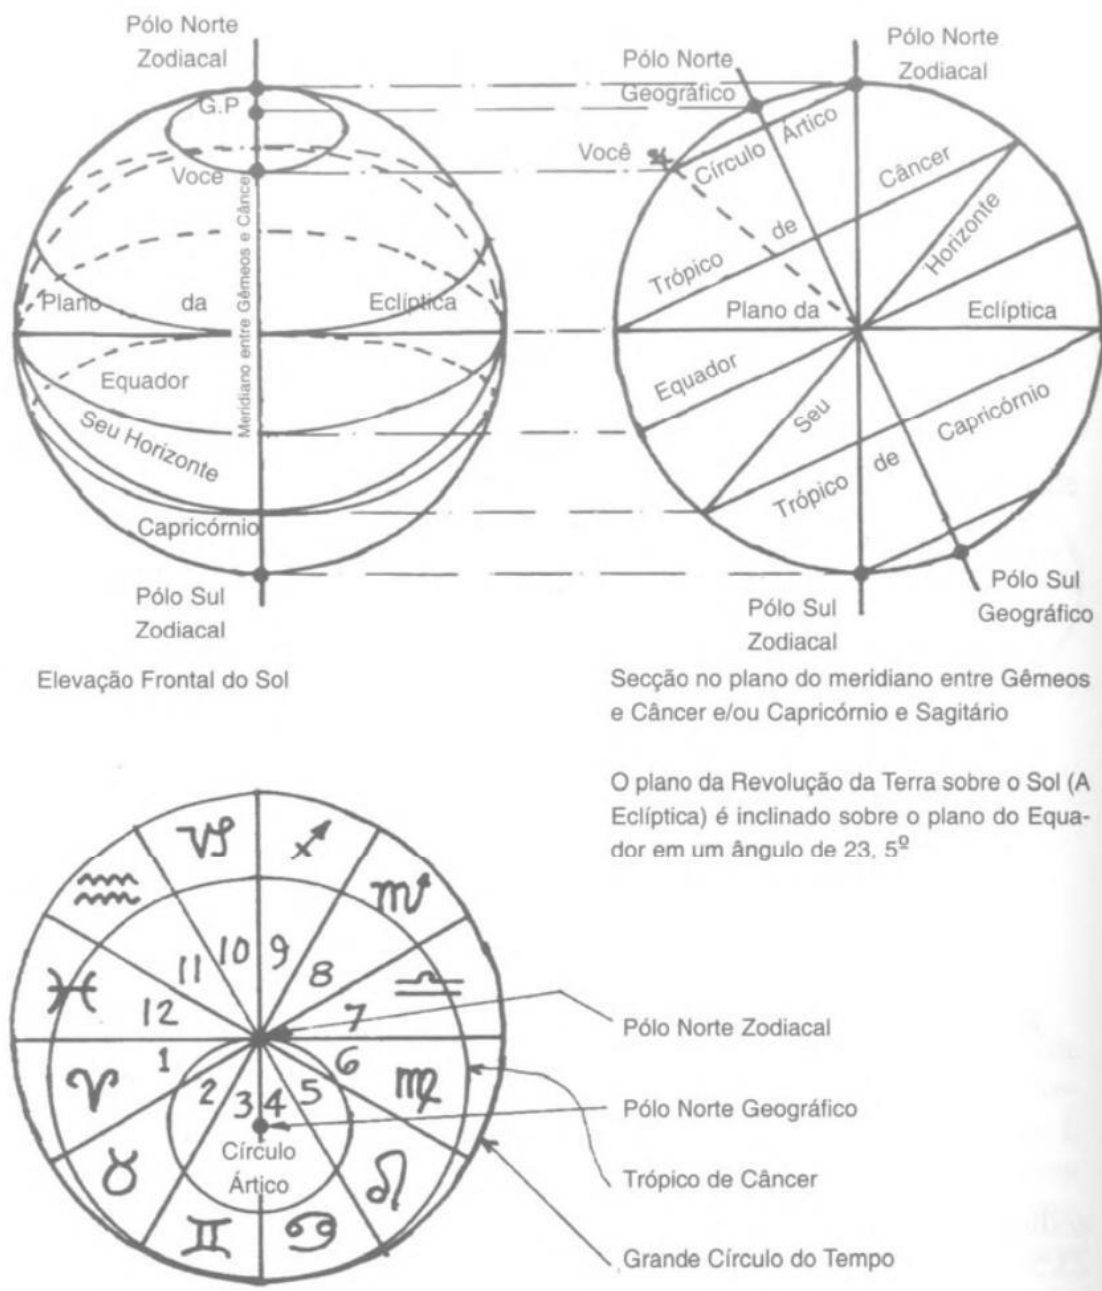 Pólo Norte
Zodiacal
G.P
Você
Meridiano entre Gêmeos e Câncer
Plano da Eclíptica
Equador
Seu Horizonte
Capricórnio
Pólo Sul
Zodiacal
Elevação Frontal do Sol
Pólo Norte
Geográfico
Pólo Norte
Zodiacal
Você
Círculo Ártico
Trópico de Câncer
Horizonte
Plano da Eclíptica
Equador
Seu
Trópico de Capricórnio
Pólo Sul
Zodiacal
Pólo Sul
Geográfico
Secção no plano do meridiano entre Gêmeos
e Câncer e/ou Capricórnio e Sagitário
O plano da Revolução da Terra sobre o Sol (A
Eclíptica) é inclinado sobre o plano do Equa-
dor em um ângulo de 23, 5º
♑ ♐
♒ ♏
♓ ♎
♈ ♍
♉ ♌
♊ ♋
10 9
11 8
12 7
1 6
2 3 4 5
Círculo
Ártico
Pólo Norte Zodiacal
Pólo Norte Geográfico
Trópico de Câncer
Grande Círculo do Tempo